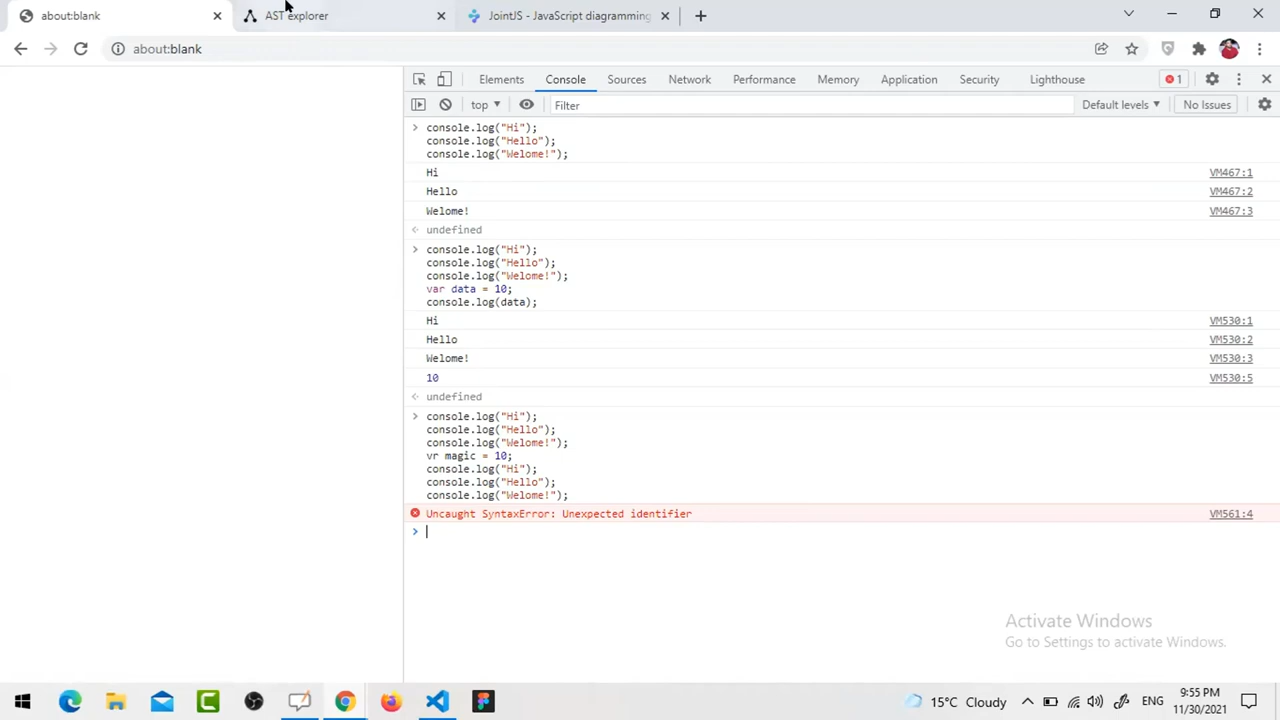 about:blank
AST explorer
JointJS - JavaScript diagramming
about:blank
Elements Console Sources Network Performance Memory Application Security Lighthouse 1
top Filter Default levels No Issues
console.log("Hi");
console.log("Hello");
console.log("Welome!");
Hi VM467:1
Hello VM467:2
Welome! VM467:3
undefined
console.log("Hi");
console.log("Hello");
console.log("Welome!");
var data = 10;
console.log(data);
Hi VM530:1
Hello VM530:2
Welome! VM530:3
10 VM530:5
undefined
console.log("Hi");
console.log("Hello");
console.log("Welome!");
vr magic = 10;
console.log("Hi");
console.log("Hello");
console.log("Welome!");
Uncaught SyntaxError: Unexpected identifier VM561:4
Activate Windows
Go to Settings to activate Windows.
15°C Cloudy
ENG
9:55 PM
11/30/2021